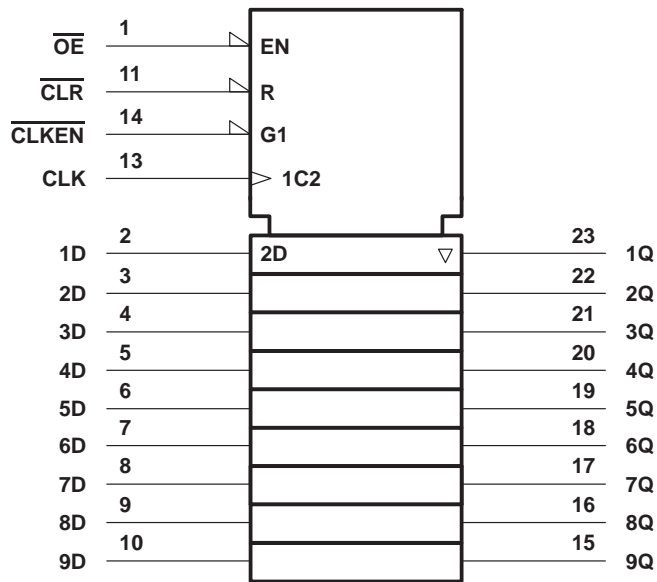 OE 1 EN
CLR 11 R
CLKEN 14 G1
CLK 13 1C2
1D 2 2D 23 1Q
2D 3 22 2Q
3D 4 21 3Q
4D 5 20 4Q
5D 6 19 5Q
6D 7 18 6Q
7D 8 17 7Q
8D 9 16 8Q
9D 10 15 9Q